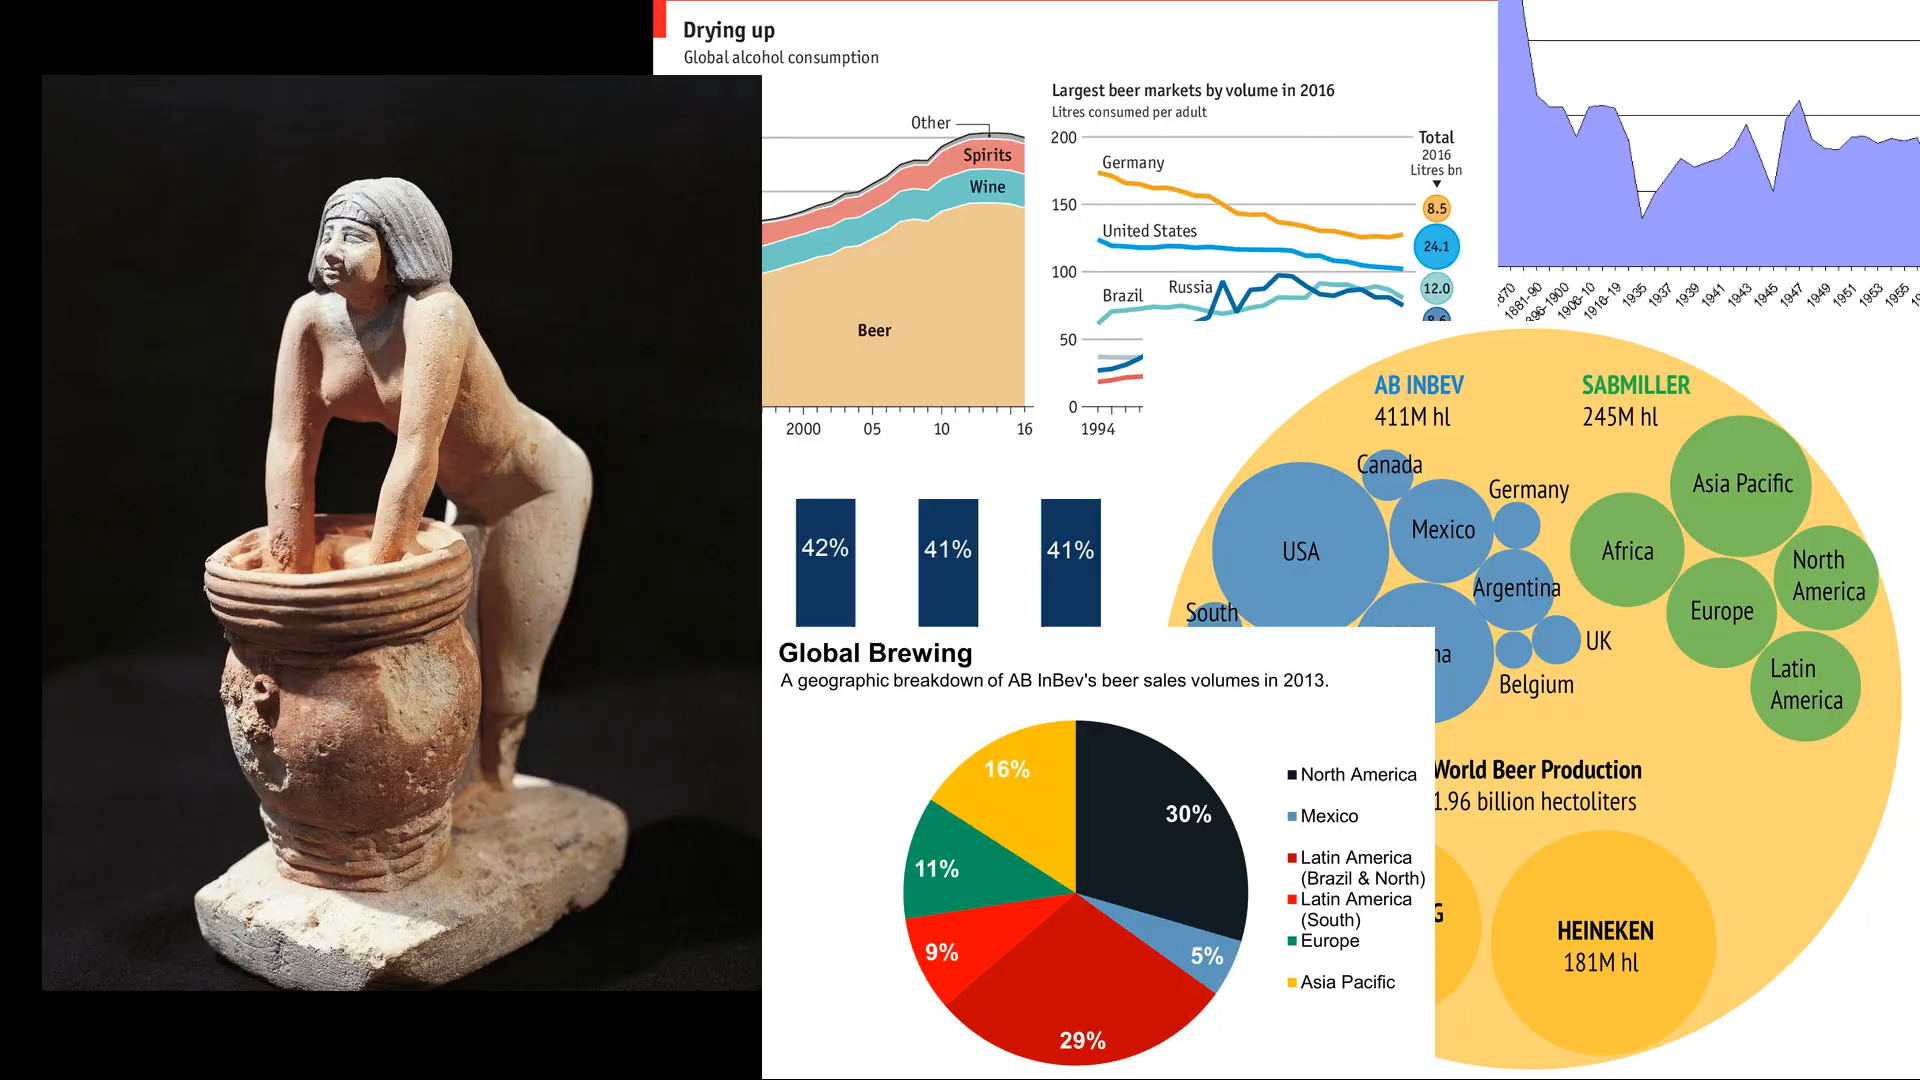 Drying up
Global alcohol consumption
Other
Spirits
Wine
Beer
2000 05 10 16
Largest beer markets by volume in 2016
Litres consumed per adult
200
150
100
50
0
1994
Germany
United States
Russia
Brazil
Total
2016
Litres bn
8.5
24.1
12.0
8.6
1881-90
1906-10
1916-19
1935
1937
1939
1941
1943
1945
1947
1949
1951
1953
1955
42%
41%
41%
AB INBEV
411M hl
SABMILLER
245M hl
Canada
Germany
USA
Mexico
Argentina
South
UK
Belgium
Asia Pacific
Africa
North
America
Europe
Latin
America
World Beer Production
1.96 billion hectoliters
HEINEKEN
181M hl
Global Brewing
A geographic breakdown of AB InBev's beer sales volumes in 2013.
16%
30%
11%
9%
5%
29%
North America
Mexico
Latin America
(Brazil & North)
Latin America
(South)
Europe
Asia Pacific